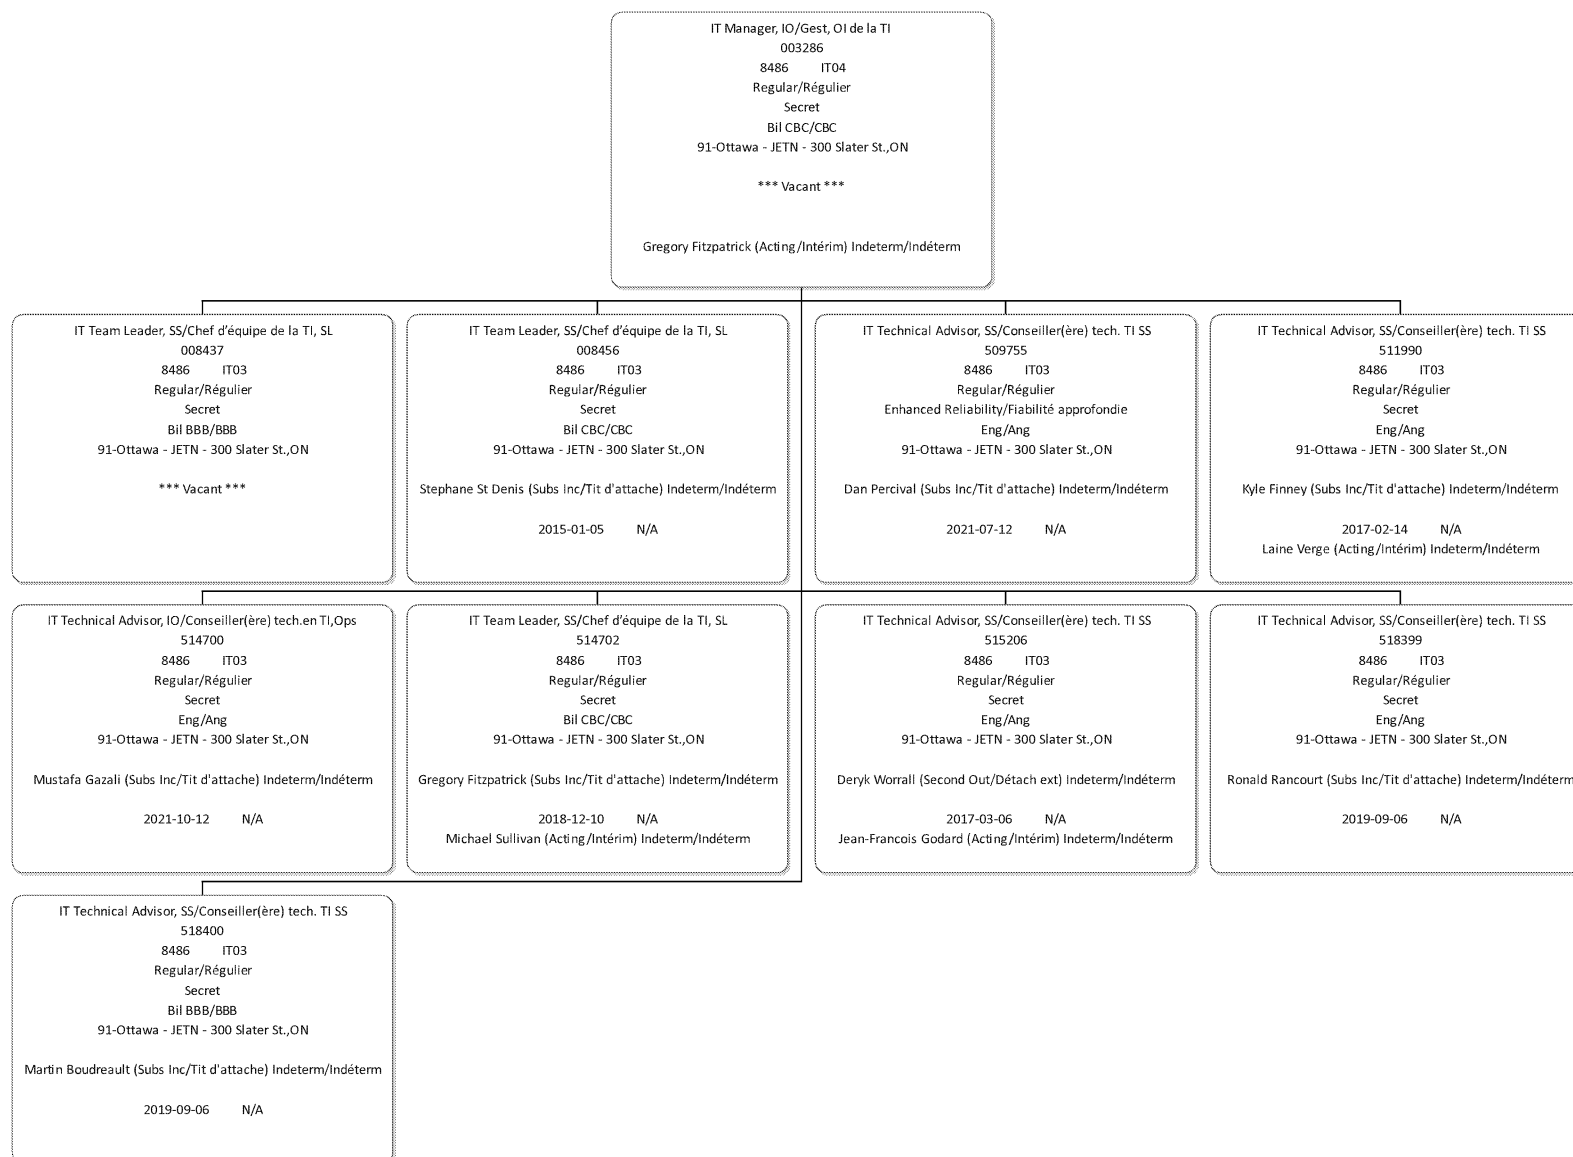 IT Manager, IO/Gest, OI de la TI
003286
8486 IT04
Regular/Régulier
Secret
Bil CBC/CBC
91-Ottawa - JETN - 300 Slater St.,ON
*** Vacant ***
Gregory Fitzpatrick (Acting/Intérim) Indeterm/Indéterm
IT Team Leader, SS/Chef d'équipe de la TI, SL
008437
8486 IT03
Regular/Régulier
Secret
Bil BBB/BBB
91-Ottawa - JETN - 300 Slater St.,ON
*** Vacant ***
IT Team Leader, SS/Chef d'équipe de la TI, SL
008456
8486 IT03
Regular/Régulier
Secret
Bil CBC/CBC
91-Ottawa - JETN - 300 Slater St.,ON
Stephane St Denis (Subs Inc/Tit d'attache) Indeterm/Indéterm
2015-01-05 N/A
IT Technical Advisor, SS/Conseiller(ère) tech. TI SS
509755
8486 IT03
Regular/Régulier
Enhanced Reliability/Fiabilité approfondie
Eng/Ang
91-Ottawa - JETN - 300 Slater St.,ON
Dan Percival (Subs Inc/Tit d'attache) Indeterm/Indéterm
2021-07-12 N/A
IT Technical Advisor, SS/Conseiller(ère) tech. TI SS
511990
8486 IT03
Regular/Régulier
Secret
Eng/Ang
91-Ottawa - JETN - 300 Slater St.,ON
Kyle Finney (Subs Inc/Tit d'attache) Indeterm/Indéterm
2017-02-14 N/A
Laine Verge (Acting/Intérim) Indeterm/Indéterm
IT Technical Advisor, IO/Conseiller(ère) tech.en TI,Ops
514700
8486 IT03
Regular/Régulier
Secret
Eng/Ang
91-Ottawa - JETN - 300 Slater St.,ON
Mustafa Gazali (Subs Inc/Tit d'attache) Indeterm/Indéterm
2021-10-12 N/A
IT Team Leader, SS/Chef d'équipe de la TI, SL
514702
8486 IT03
Regular/Régulier
Secret
Bil CBC/CBC
91-Ottawa - JETN - 300 Slater St.,ON
Gregory Fitzpatrick (Subs Inc/Tit d'attache) Indeterm/Indéterm
2018-12-10 N/A
Michael Sullivan (Acting/Intérim) Indeterm/Indéterm
IT Technical Advisor, SS/Conseiller(ère) tech. TI SS
515206
8486 IT03
Regular/Régulier
Secret
Eng/Ang
91-Ottawa - JETN - 300 Slater St.,ON
Deryk Worrall (Second Out/Détach ext) Indeterm/Indéterm
2017-03-06 N/A
Jean-Francois Godard (Acting/Intérim) Indeterm/Indéterm
IT Technical Advisor, SS/Conseiller(ère) tech. TI SS
518399
8486 IT03
Regular/Régulier
Secret
Eng/Ang
91-Ottawa - JETN - 300 Slater St.,ON
Ronald Rancourt (Subs Inc/Tit d'attache) Indeterm/Indéterm
2019-09-06 N/A
IT Technical Advisor, SS/Conseiller(ère) tech. TI SS
518400
8486 IT03
Regular/Régulier
Secret
Bil BBB/BBB
91-Ottawa - JETN - 300 Slater St.,ON
Martin Boudreault (Subs Inc/Tit d'attache) Indeterm/Indéterm
2019-09-06 N/A